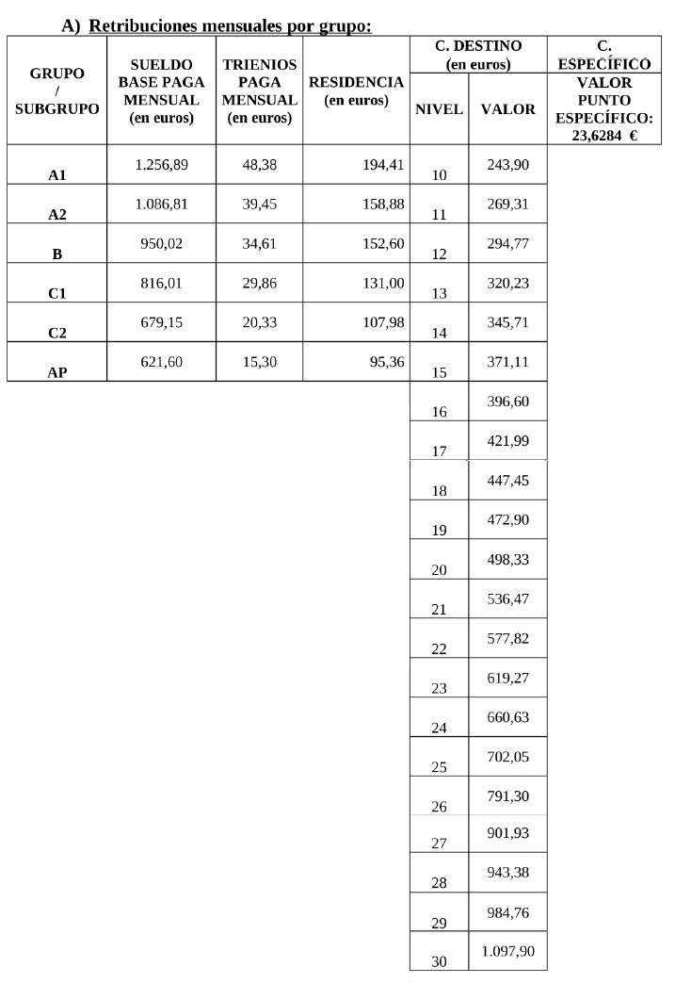 A) Retribuciones mensuales por grupo:
GRUPO
/
SUBGRUPO
SUELDO
BASE PAGA
MENSUAL
(en euros)
TRIENIOS
PAGA
MENSUAL
(en euros)
RESIDENCIA
(en euros)
C. DESTINO
(en euros)
NIVEL
VALOR
C.
ESPECÍFICO
VALOR
PUNTO
ESPECÍFICO:
23,6284 €
A1 1.256,89 48,38 194,41 10 243,90
A2 1.086,81 39,45 158,88 11 269,31
B 950,02 34,61 152,60 12 294,77
C1 816,01 29,86 131,00 13 320,23
C2 679,15 20,33 107,98 14 345,71
AP 621,60 15,30 95,36 15 371,11
16 396,60
17 421,99
18 447,45
19 472,90
20 498,33
21 536,47
22 577,82
23 619,27
24 660,63
25 702,05
26 791,30
27 901,93
28 943,38
29 984,76
30 1.097,90